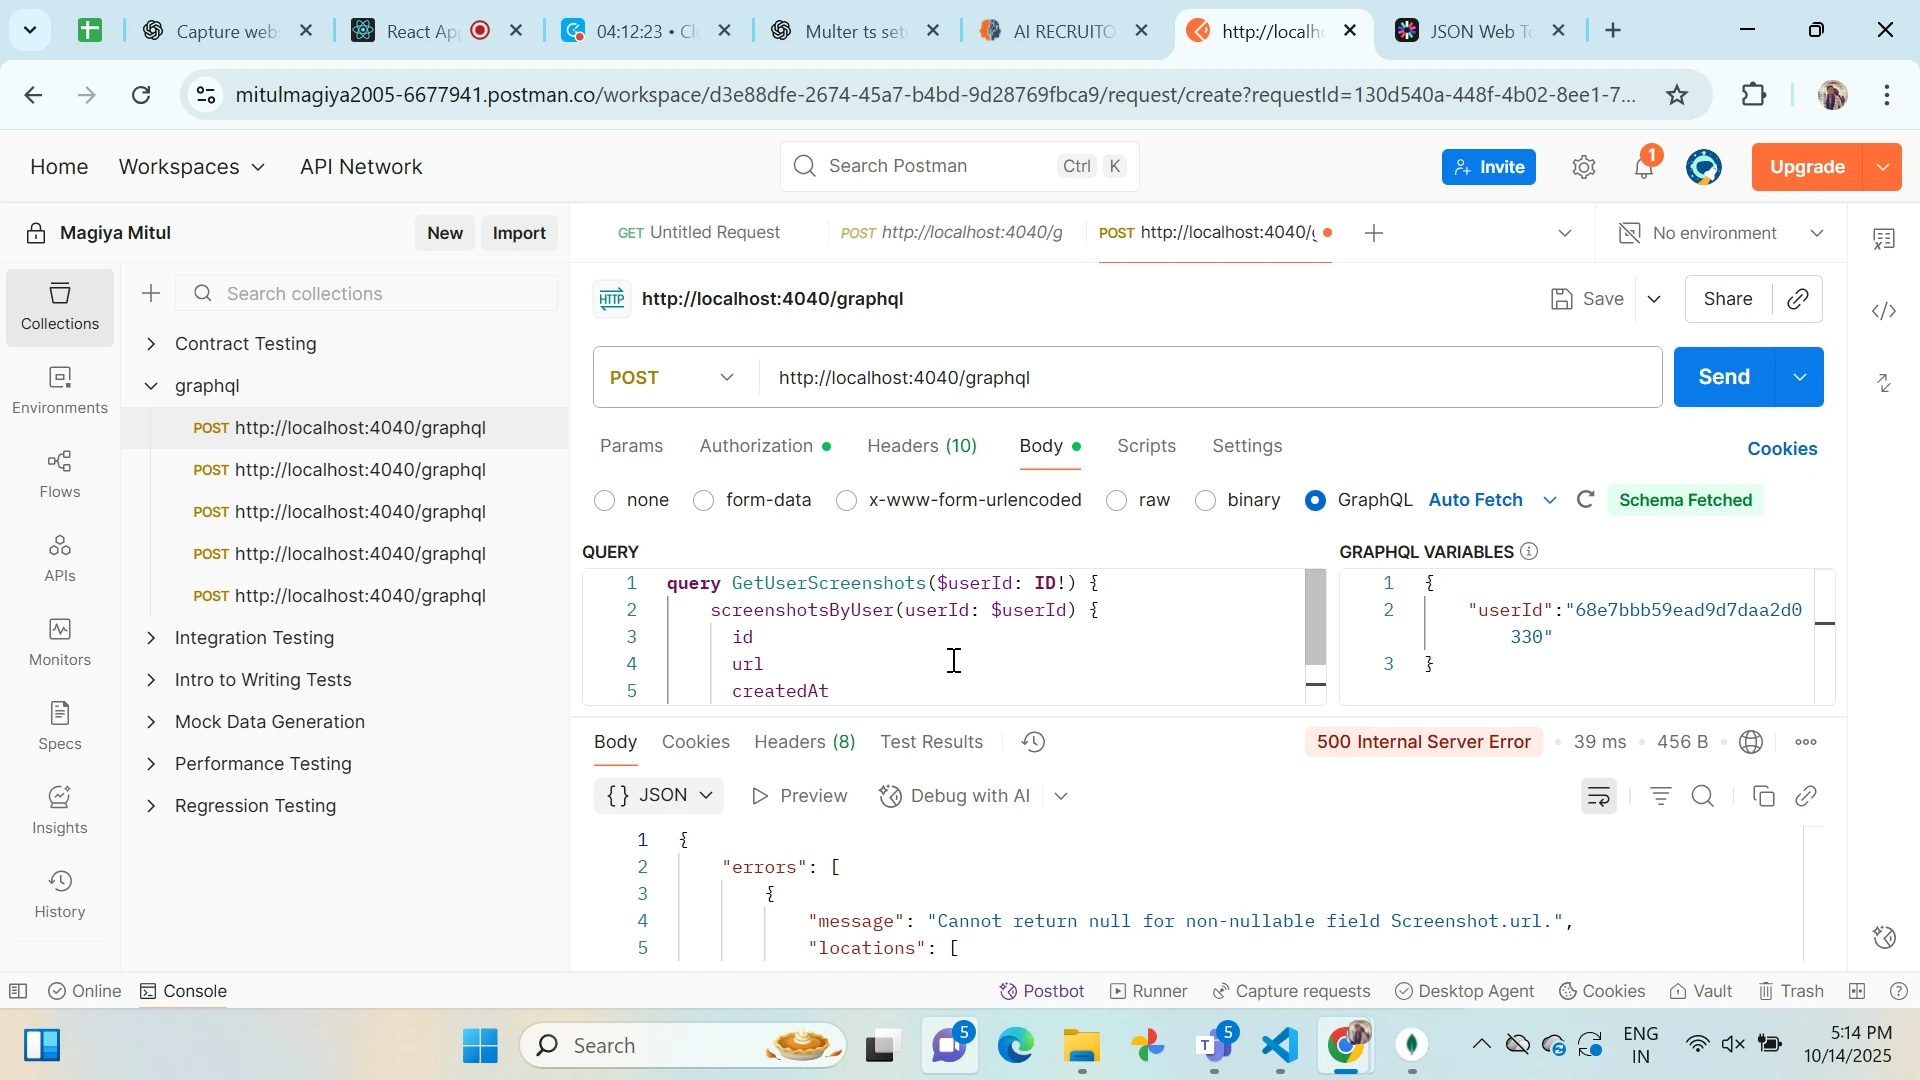 Capture web
React Ap
04:12:23 • Cl
Multer ts set
AI RECRUITO
http://localh
JSON Web To
mitulmagiya2005-6677941.postman.co/workspace/d3e88dfe-2674-45a7-b4bd-9d28769fbca9/request/create?requestId=130d540a-448f-4b02-8ee1-7...
Home Workspaces API Network
Search Postman Ctrl K
Invite
1
Upgrade
Magiya Mitul New Import
GET Untitled Request
POST http://localhost:4040/g
POST http://localhost:4040/g
No environment
Search collections
HTTP http://localhost:4040/graphql
Save Share
Collections
Environments
Flows
APIs
Monitors
Specs
Insights
History
Contract Testing
graphql
POST http://localhost:4040/graphql
POST http://localhost:4040/graphql
POST http://localhost:4040/graphql
POST http://localhost:4040/graphql
POST http://localhost:4040/graphql
Integration Testing
Intro to Writing Tests
Mock Data Generation
Performance Testing
Regression Testing
POST http://localhost:4040/graphql Send
Params Authorization Headers (10) Body Scripts Settings Cookies
none form-data x-www-form-urlencoded raw binary GraphQL Auto Fetch Schema Fetched
QUERY
1 query GetUserScreenshots($userId: ID!) {
2 screenshotsByUser(userId: $userId) {
3 id
4 url
5 createdAt
GRAPHQL VARIABLES
1 {
2 "userId":"68e7bbb59ead9d7daa2d0
330"
3 }
Body Cookies Headers (8) Test Results 500 Internal Server Error • 39 ms • 456 B
{} JSON Preview Debug with AI
1 {
2 "errors": [
3 {
4 "message": "Cannot return null for non-nullable field Screenshot.url.",
5 "locations": [
Online Console Postbot Runner Capture requests Desktop Agent Cookies Vault Trash
Search
5
T 5
ENG
IN
5:14 PM
10/14/2025